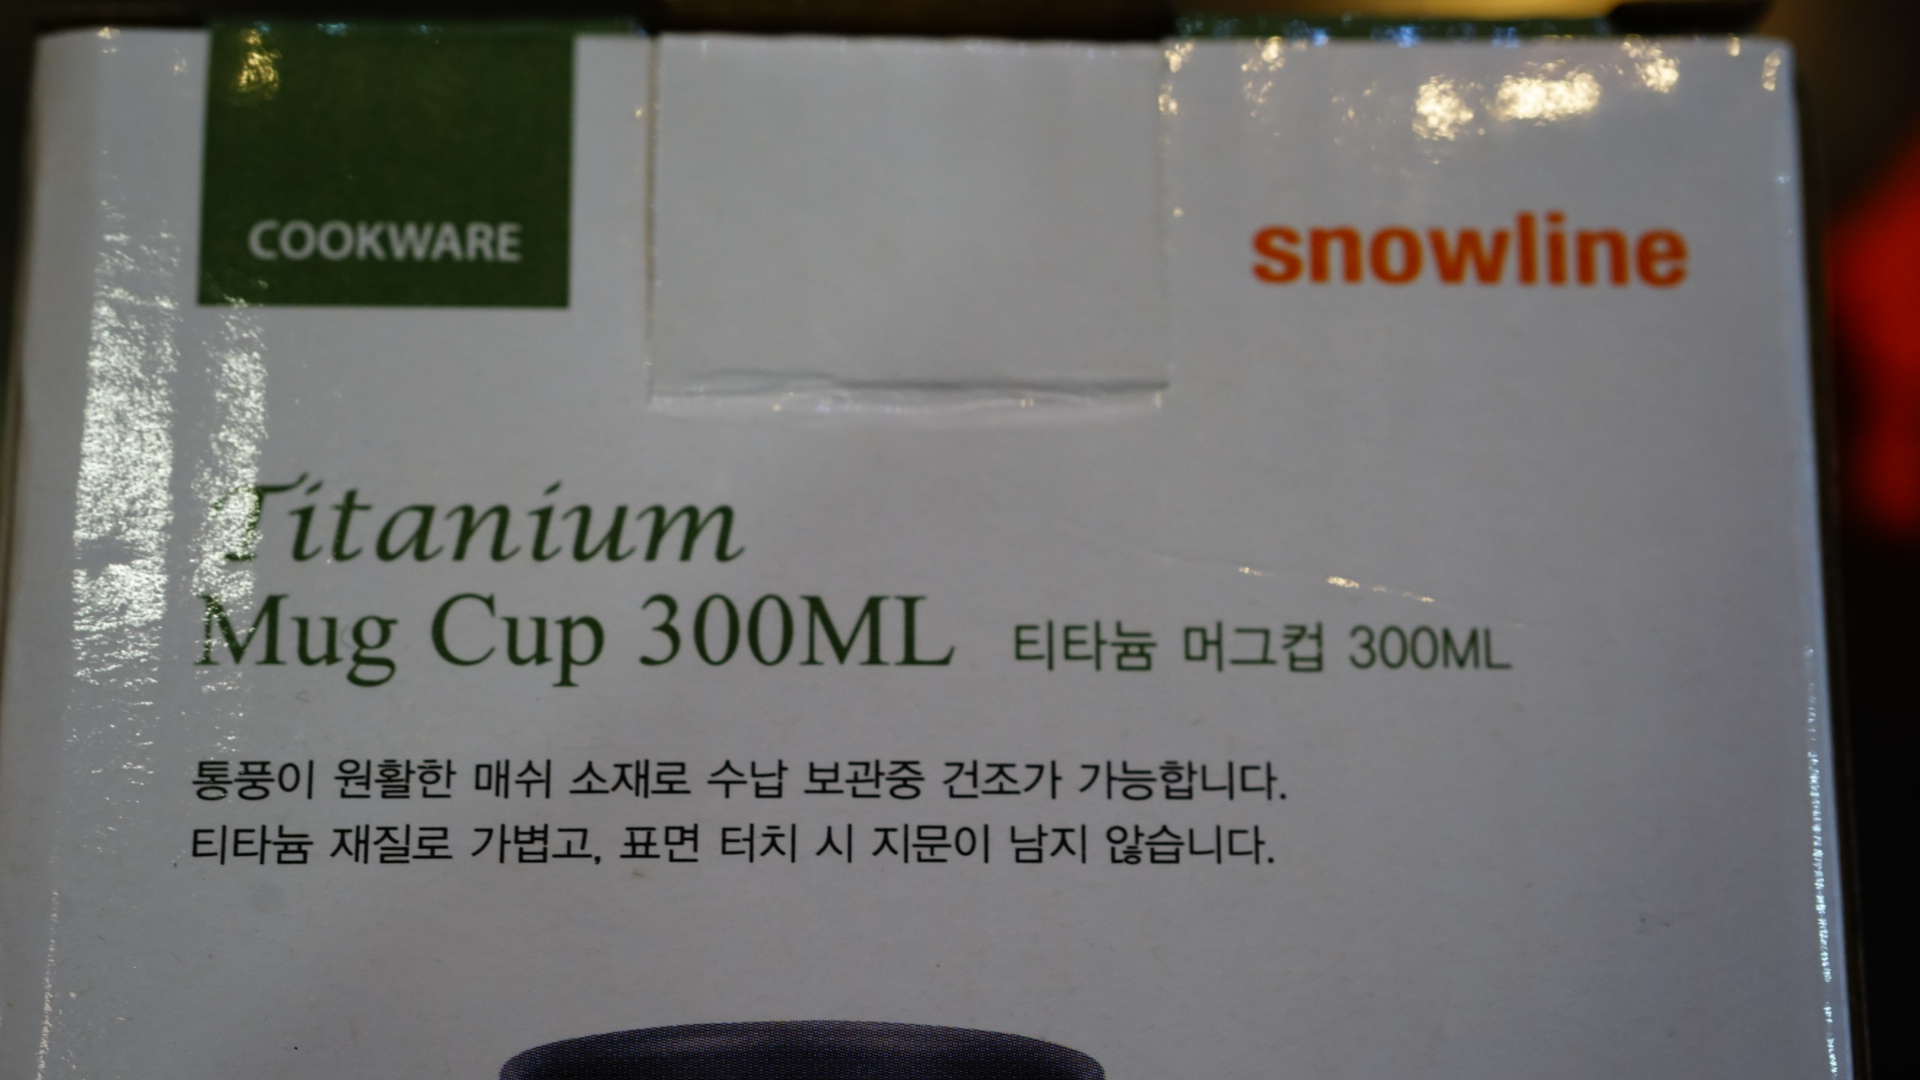 COOKWARE
snowline
Titanium
Mug Cup 300ML 티타늄 머그컵 300ML
통풍이 원활한 매쉬 소재로 수납 보관중 건조가 가능합니다.
티타늄 재질로 가볍고, 표면 터치 시 지문이 남지 않습니다.